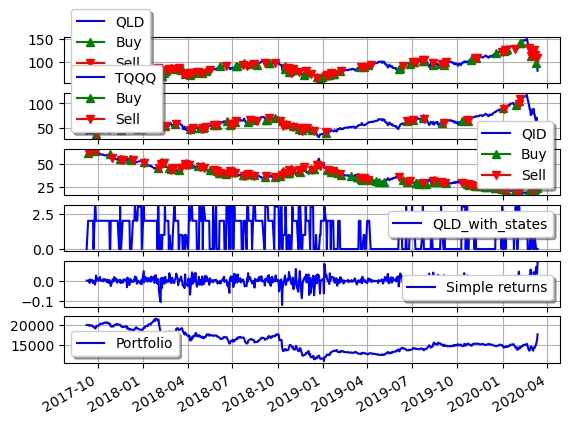 QLD
Buy
Sell
150
100
TQQQ
Buy
Sell
100
50
QID
Buy
Sell
50
25
2.5
0.0
QLD_with_states
0.0
−0.1
Simple returns
20000
15000
Portfolio
2017-10
2018-01
2018-04
2018-07
2018-10
2019-01
2019-04
2019-07
2019-10
2020-01
2020-04